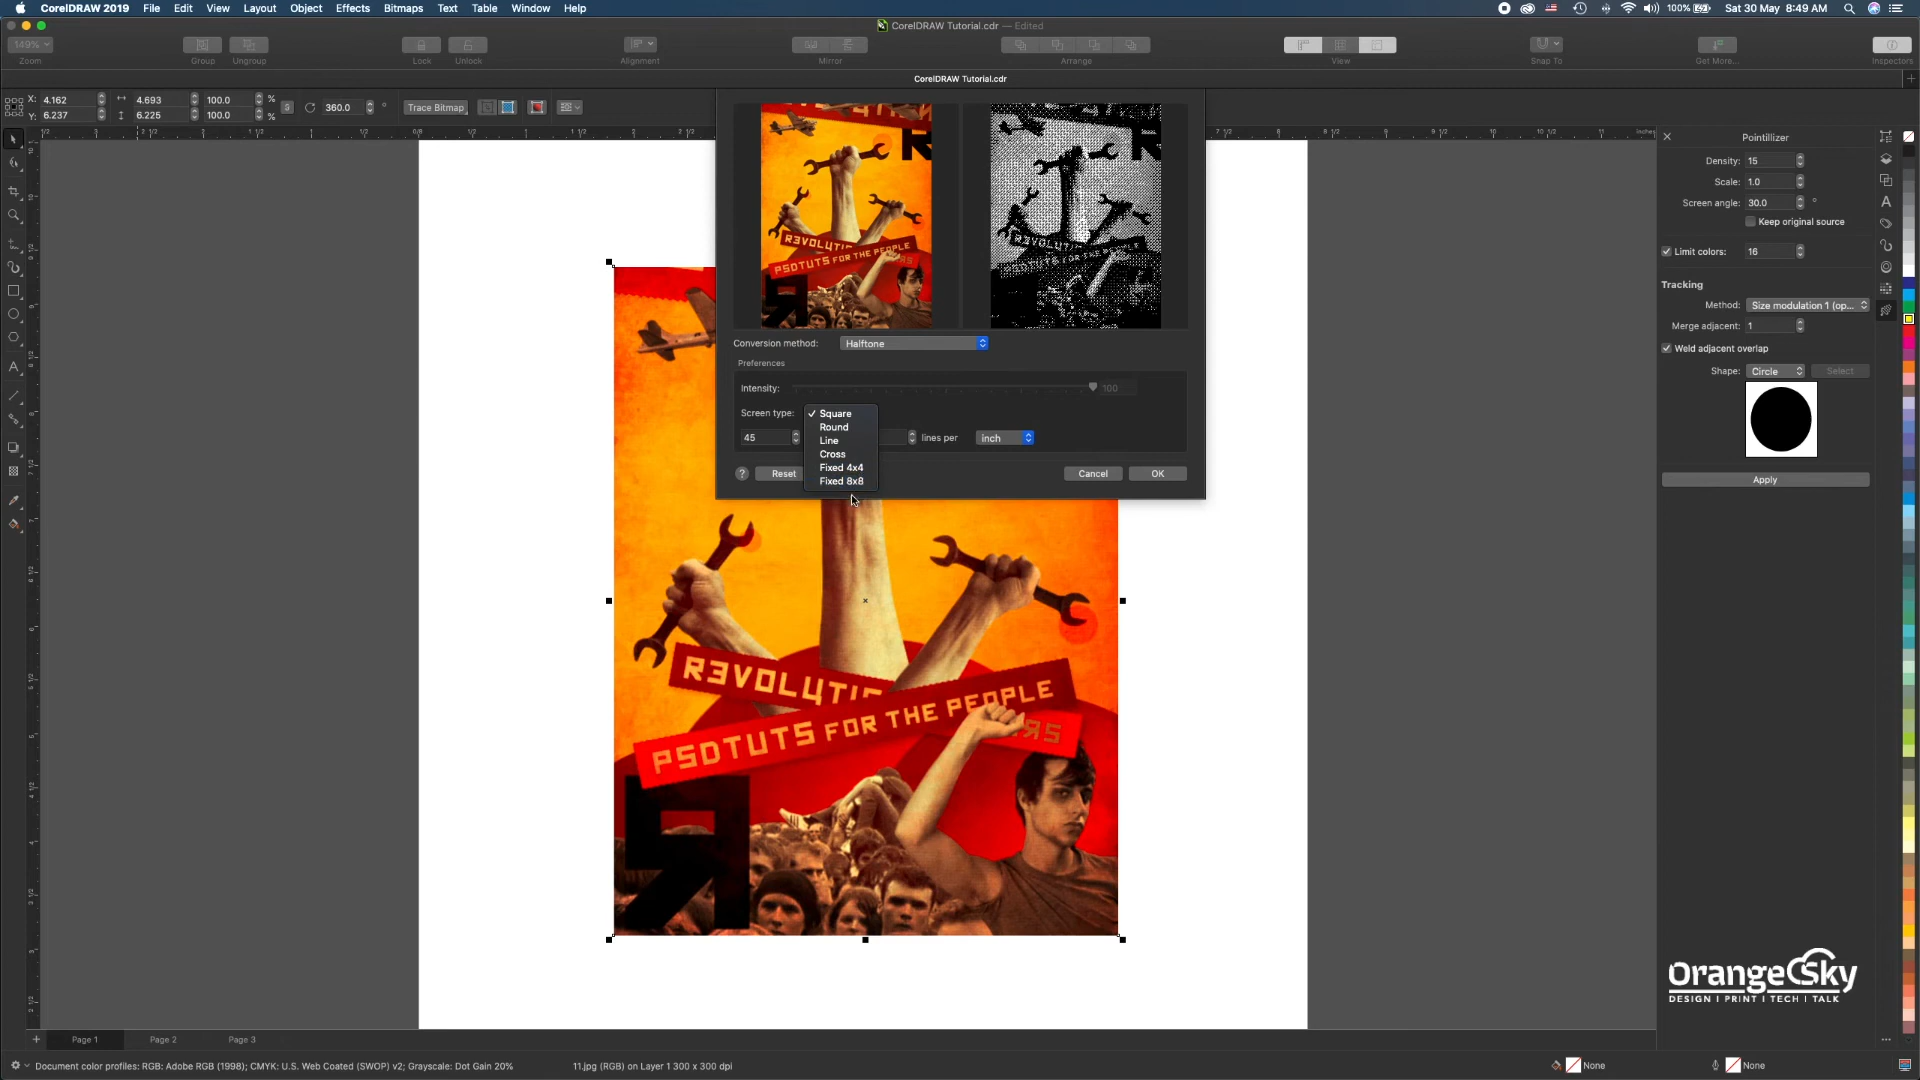 CorelDRAW 2019 File Edit View Layout Object Effects Bitmaps Text Table Window Help
100% Sat 30 May 8:49 AM
CorelDRAW Tutorial.cdr — Edited
149%
Zoom Group Ungroup Lock Unlock Alignment Mirror Arrange View Snap To Get More... Inspectors
CorelDRAW Tutorial.cdr
X: 4.162 4.693 100.0 % 360.0 ° Trace Bitmap
Y: 6.237 6.225 100.0 %
inches
Pointillizer
Density: 15
Scale: 1.0
Screen angle: 30.0 °
Keep original source
Limit colors: 16
Tracking
Method: Size modulation 1 (op...
Merge adjacent: 1
Weld adjacent overlap
Shape: Circle Select
Apply
PSDTUTS FOR THE PEOPLE
Conversion method: Halftone
Preferences
Intensity: 100
Screen type: Square
Round
Line
Cross
Fixed 4x4
Fixed 8x8
45 lines per inch
? Reset Cancel OK
PSDTUTS FOR THE PEOPLE
OrangeSky
DESIGN | PRINT | TECH | TALK
Page 1 Page 2 Page 3
Document color profiles: RGB: Adobe RGB (1998); CMYK: U.S. Web Coated (SWOP) v2; Grayscale: Dot Gain 20% 11.jpg (RGB) on Layer 1 300 x 300 dpi None None